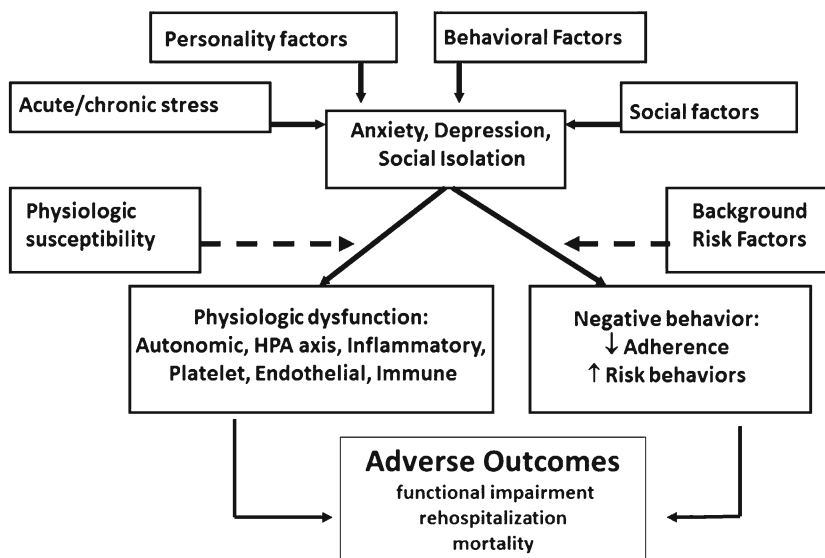 Personality factors
Behavioral Factors
Acute/chronic stress
Social factors
Anxiety, Depression,
Social Isolation
Physiologic
susceptibility
Background
Risk Factors
Physiologic dysfunction:
Autonomic, HPA axis, Inflammatory,
Platelet, Endothelial, Immune
Negative behavior:
↓ Adherence
↑ Risk behaviors
Adverse Outcomes
functional impairment
rehospitalization
mortality